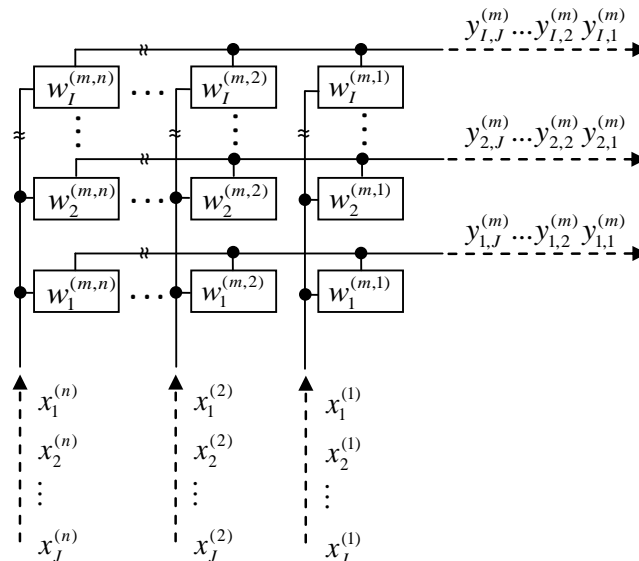 y_{I,J}^{(m)} ... y_{I,2}^{(m)} y_{I,1}^{(m)}
w_I^{(m,n)} ... w_I^{(m,2)} w_I^{(m,1)}
≈ ≈ ≈
y_{2,J}^{(m)} ... y_{2,2}^{(m)} y_{2,1}^{(m)}
w_2^{(m,n)} ... w_2^{(m,2)} w_2^{(m,1)}
y_{1,J}^{(m)} ... y_{1,2}^{(m)} y_{1,1}^{(m)}
w_1^{(m,n)} ... w_1^{(m,2)} w_1^{(m,1)}
x_1^{(n)} x_1^{(2)} x_1^{(1)}
x_2^{(n)} x_2^{(2)} x_2^{(1)}
⋮ ⋮ ⋮
x_J^{(n)} x_J^{(2)} x_J^{(1)}